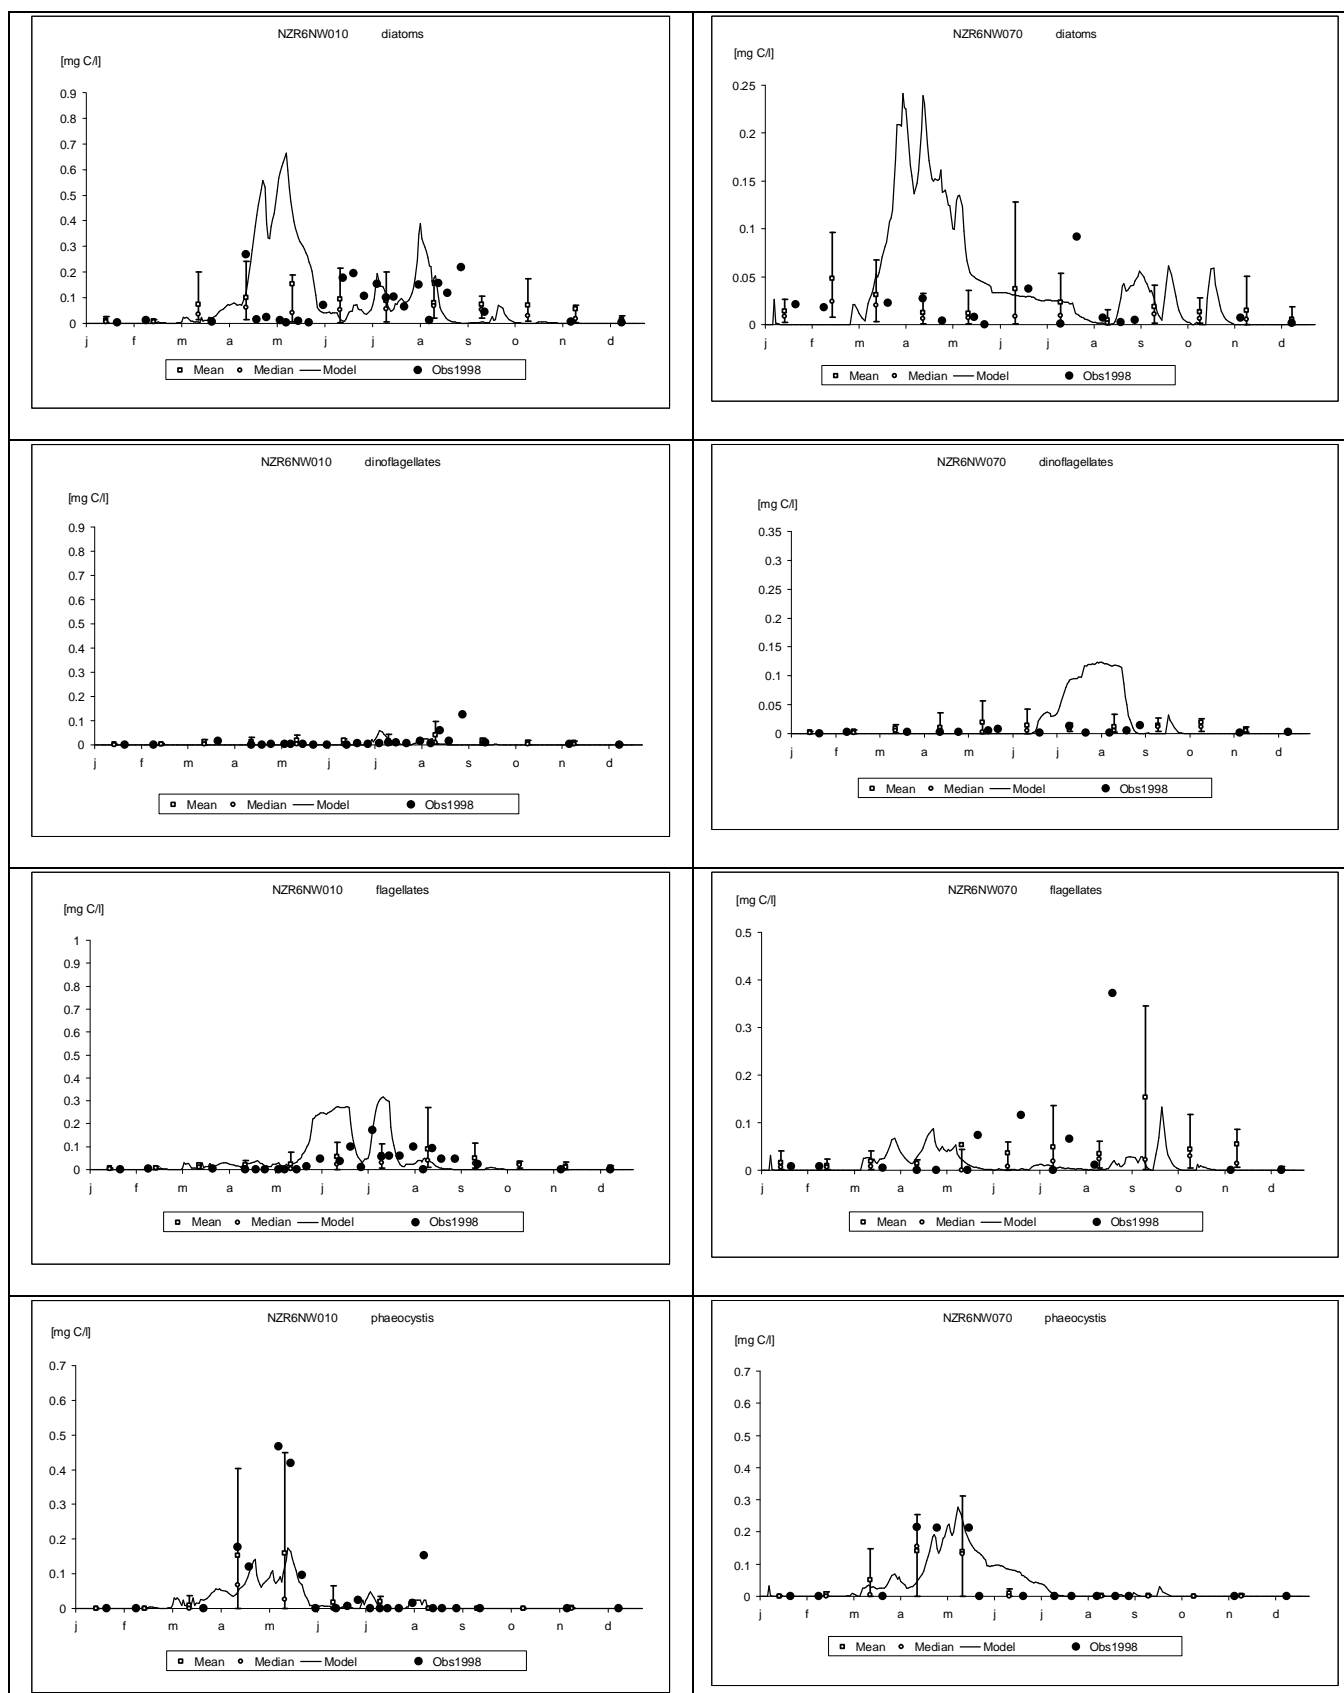 NZR6NW010 diatoms
[mg C/l]
0.9
0.8
0.7
0.6
0.5
0.4
0.3
0.2
0.1
0
j f m a m j j a s o n d
Mean Median Model Obs1998
NZR6NW070 diatoms
[mg C/l]
0.25
0.2
0.15
0.1
0.05
0
j f m a m j j a s o n d
Mean Median Model Obs1998
NZR6NW010 dinoflagellates
[mg C/l]
0.9
0.8
0.7
0.6
0.5
0.4
0.3
0.2
0.1
0
j f m a m j j a s o n d
Mean Median Model Obs1998
NZR6NW070 dinoflagellates
[mg C/l]
0.35
0.3
0.25
0.2
0.15
0.1
0.05
0
j f m a m j j a s o n d
Mean Median Model Obs1998
NZR6NW010 flagellates
[mg C/l]
1
0.9
0.8
0.7
0.6
0.5
0.4
0.3
0.2
0.1
0
j f m a m j j a s o n d
Mean Median Model Obs1998
NZR6NW070 flagellates
[mg C/l]
0.5
0.4
0.3
0.2
0.1
0
j f m a m j j a s o n d
Mean Median Model Obs1998
NZR6NW010 phaeocystis
[mg C/l]
0.7
0.6
0.5
0.4
0.3
0.2
0.1
0
j f m a m j j a s o n d
Mean Median Model Obs1998
NZR6NW070 phaeocystis
[mg C/l]
0.7
0.6
0.5
0.4
0.3
0.2
0.1
0
j f m a m j j a s o n d
Mean Median Model Obs1998